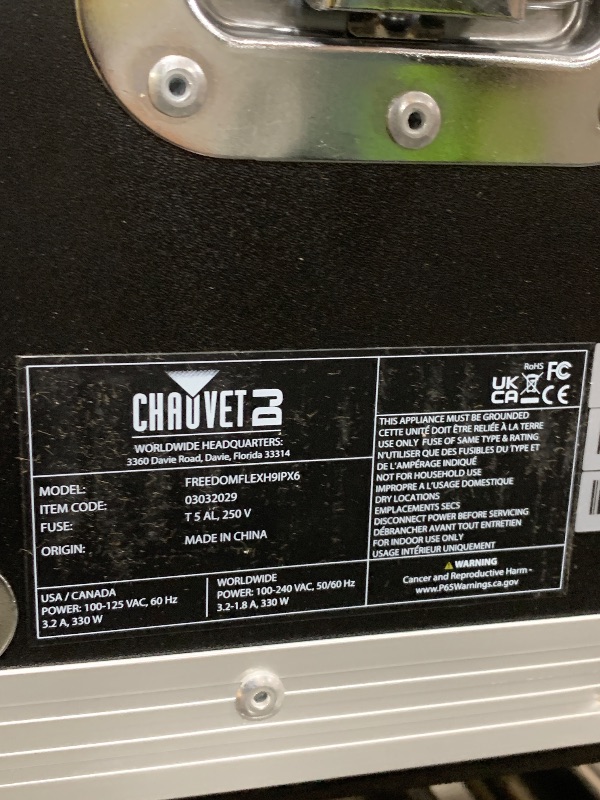 CHAUVET DJ
WORLDWIDE HEADQUARTERS:
3360 Davie Road, Davie, Florida 33314
MODEL: FREEDOMFLEXH9IPX6
ITEM CODE: 03032029
FUSE: T 5 AL, 250 V
ORIGIN: MADE IN CHINA
USA / CANADA
POWER: 100-125 VAC, 60 Hz
3.2 A, 330 W
WORLDWIDE
POWER: 100-240 VAC, 50/60 Hz
3.2-1.8 A, 330 W
RoHS FC
UK
CA CE
THIS APPLIANCE MUST BE GROUNDED
CETTE UNITÉ DOIT ÊTRE RELIÉE À LA TERRE
USE ONLY FUSE OF SAME TYPE & RATING
N'UTILISER QUE DES FUSIBLES DU TYPE ET
DE L'AMPÉRAGE INDIQUÉ
NOT FOR HOUSEHOLD USE
IMPROPRE A L'USAGE DOMESTIQUE
DRY LOCATIONS
EMPLACEMENTS SECS
DISCONNECT POWER BEFORE SERVICING
DÉBRANCHER AVANT TOUT ENTRETIEN
FOR INDOOR USE ONLY
USAGE INTÉRIEUR UNIQUEMENT
WARNING
Cancer and Reproductive Harm -
www.P65Warnings.ca.gov